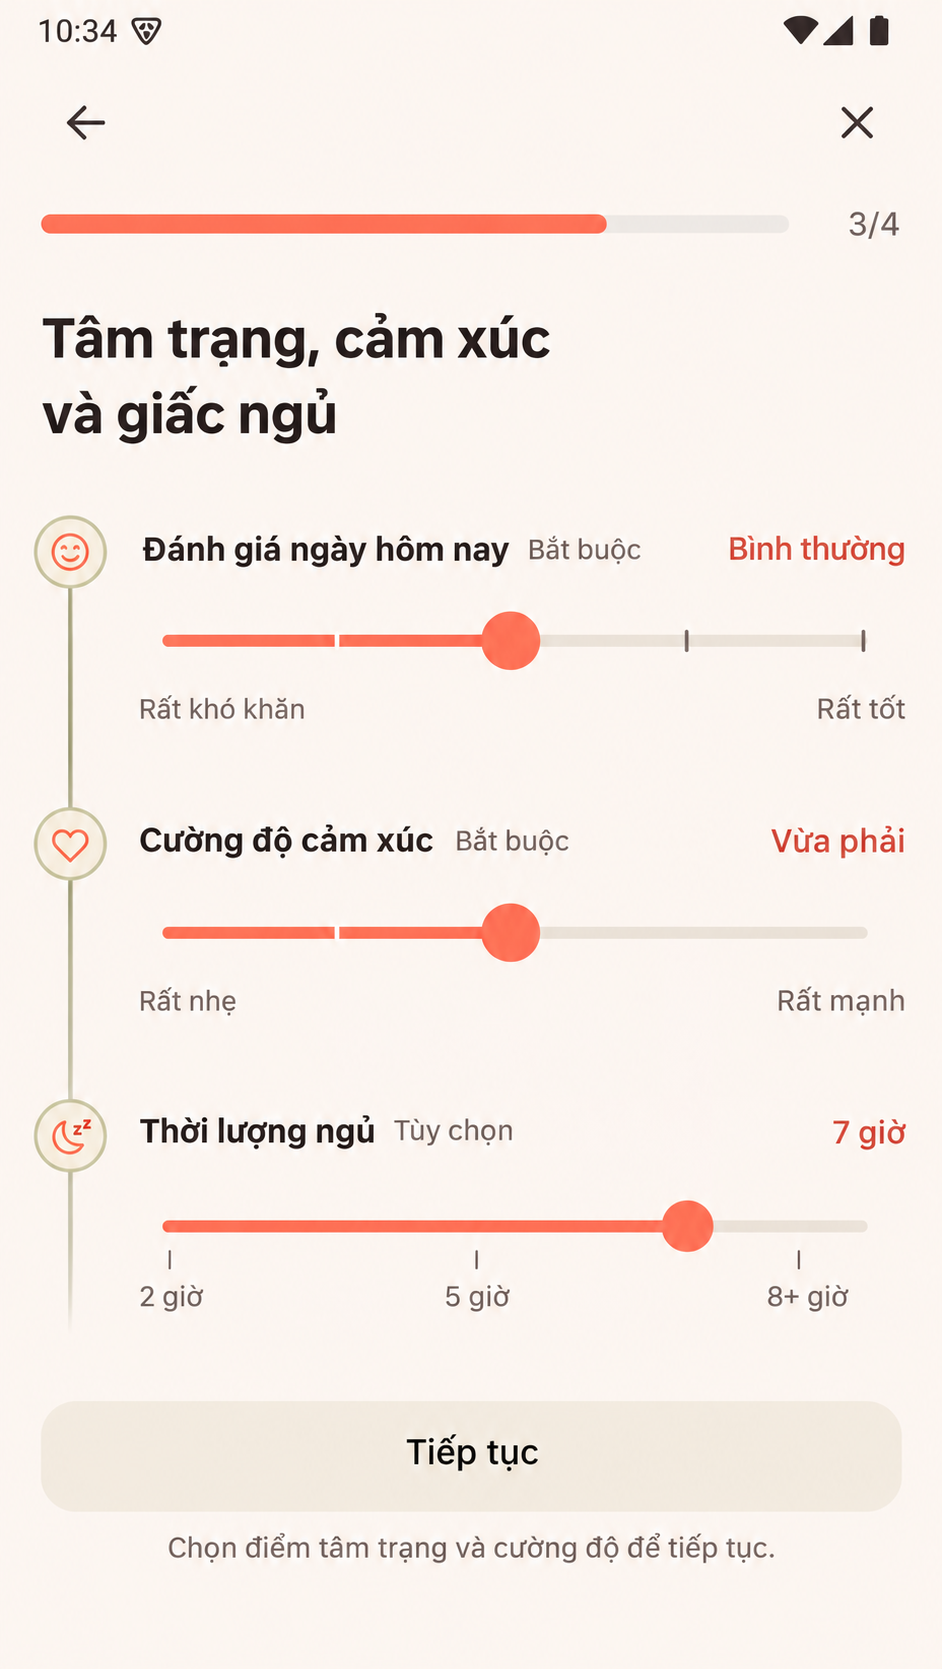 10:34
3/4
Tâm trạng, cảm xúc
và giấc ngủ
Đánh giá ngày hôm nay Bắt buộc Bình thường
Rất khó khăn Rất tốt
Cường độ cảm xúc Bắt buộc Vừa phải
Rất nhẹ Rất mạnh
zz
Thời lượng ngủ Tùy chọn 7 giờ
2 giờ 5 giờ 8+ giờ
Tiếp tục
Chọn điểm tâm trạng và cường độ để tiếp tục.